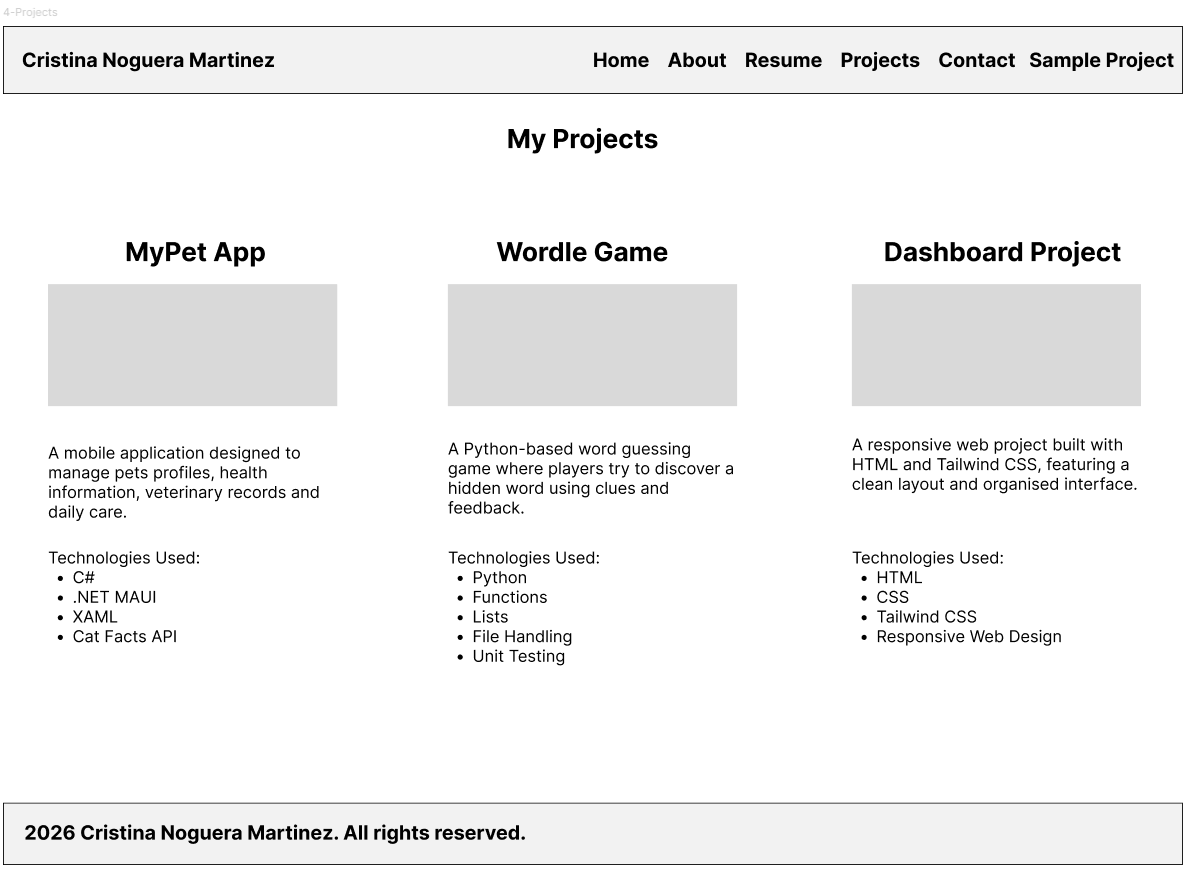 4-Projects
Cristina Noguera Martinez
Home About Resume Projects Contact Sample Project
My Projects
MyPet App
A mobile application designed to
manage pets profiles, health
information, veterinary records and
daily care.
Technologies Used:
• C#
• .NET MAUI
• XAML
• Cat Facts API
Wordle Game
A Python-based word guessing
game where players try to discover a
hidden word using clues and
feedback.
Technologies Used:
• Python
• Functions
• Lists
• File Handling
• Unit Testing
Dashboard Project
A responsive web project built with
HTML and Tailwind CSS, featuring a
clean layout and organised interface.
Technologies Used:
• HTML
• CSS
• Tailwind CSS
• Responsive Web Design
2026 Cristina Noguera Martinez. All rights reserved.